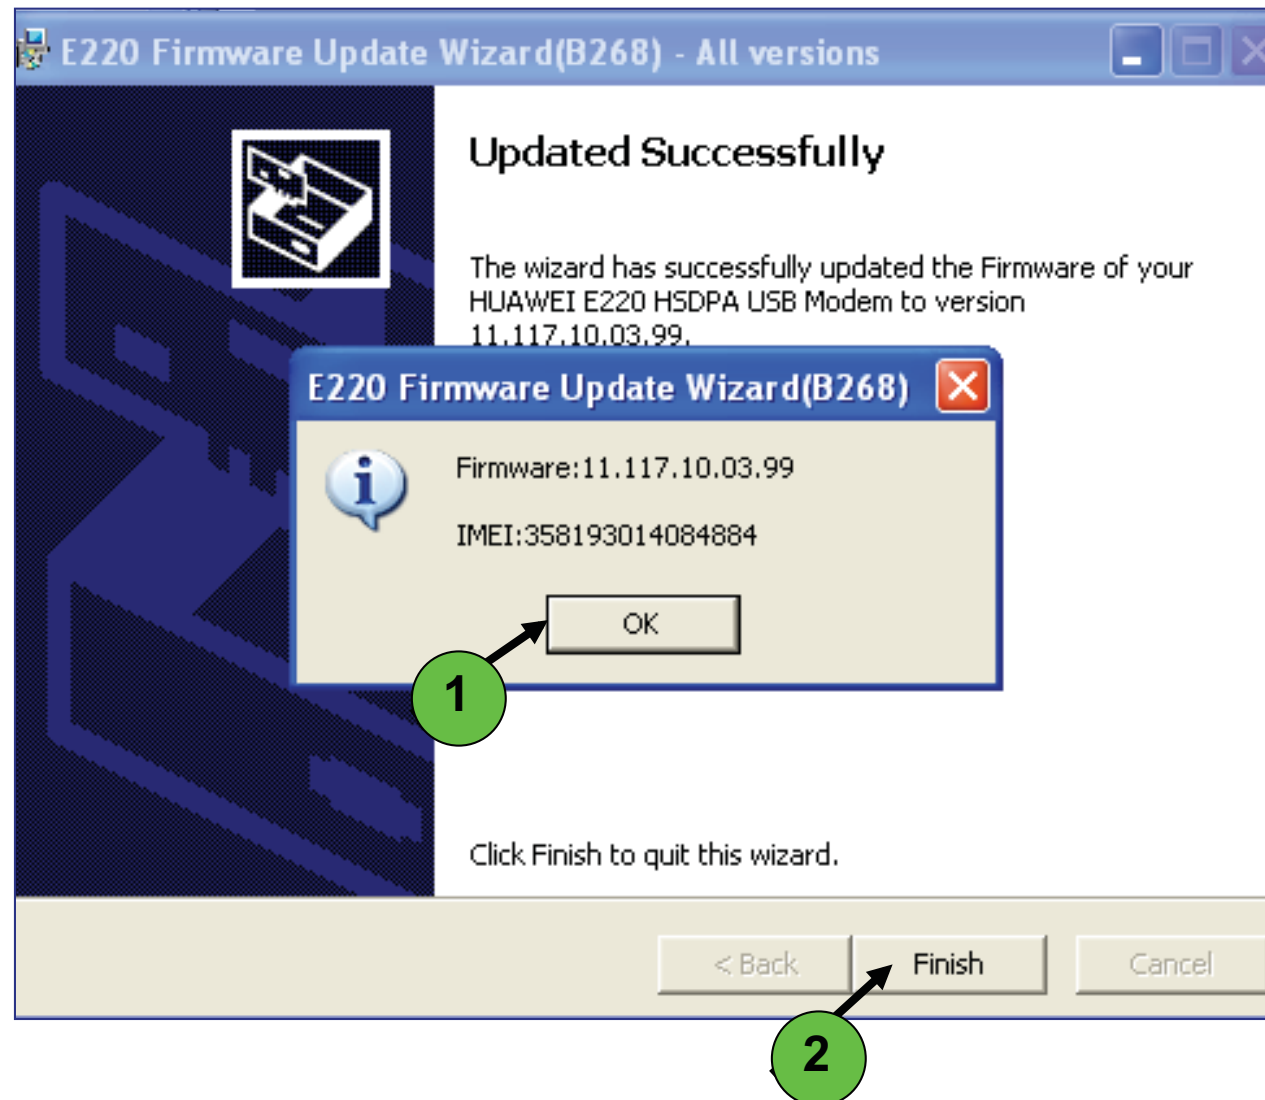 E220 Firmware Update Wizard(B268) - All versions
Updated Successfully
The wizard has successfully updated the Firmware of your
HUAWEI E220 HSDPA USB Modem to version
11.117.10.03.99.
E220 Firmware Update Wizard(B268)
Firmware:11.117.10.03.99
IMEI:358193014084884
OK
1
Click Finish to quit this wizard.
< Back
Finish
Cancel
2